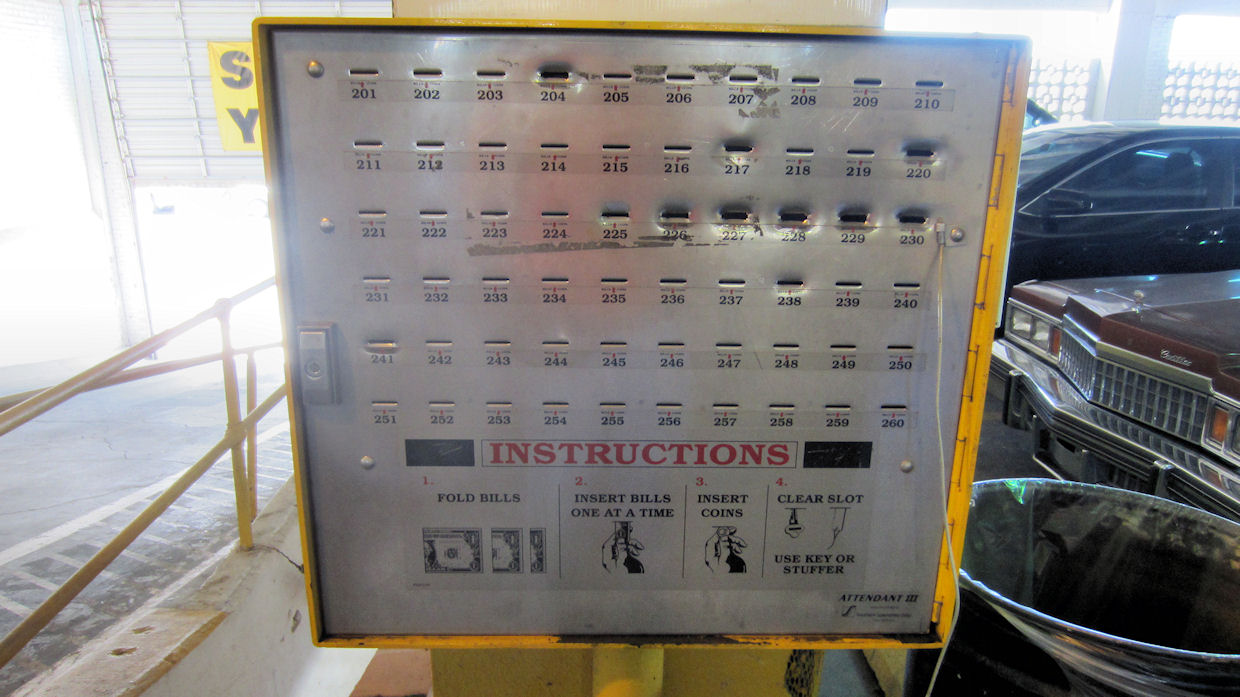 S
Y
201 202 203 204 205 206 207 208 209 210
211 212 213 214 215 216 217 218 219 220
221 222 223 224 225 226 227 228 229 230
231 232 233 234 235 236 237 238 239 240
241 242 243 244 245 246 247 248 249 250
251 252 253 254 255 256 257 258 259 260
INSTRUCTIONS
1. 2. 3. 4.
FOLD BILLS
INSERT BILLS
ONE AT A TIME
INSERT
COINS
CLEAR SLOT
USE KEY OR
STUFFER
ATTENDANT III
Cadillac